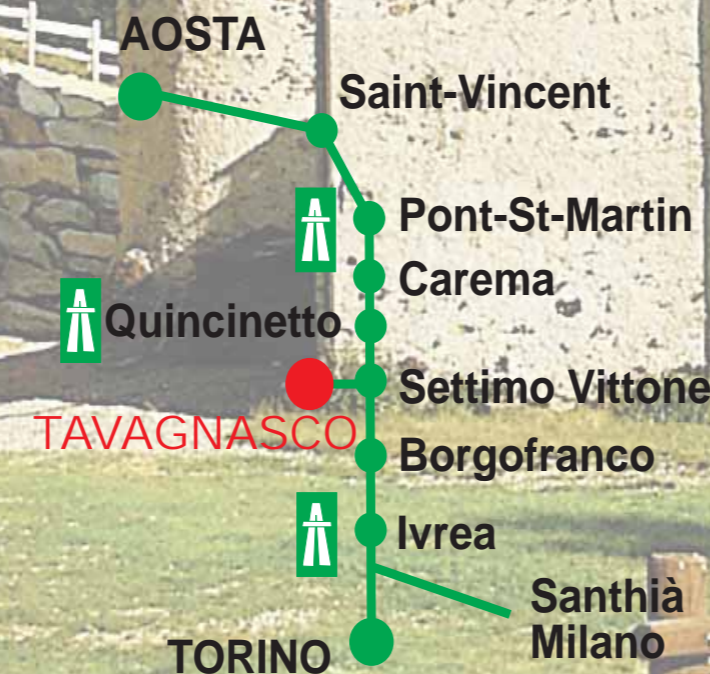 AOSTA
Saint-Vincent
Pont-St-Martin
Carema
Quincinetto
Settimo Vittone
TAVAGNASCO
Borgofranco
Ivrea
Santhià
Milano
TORINO